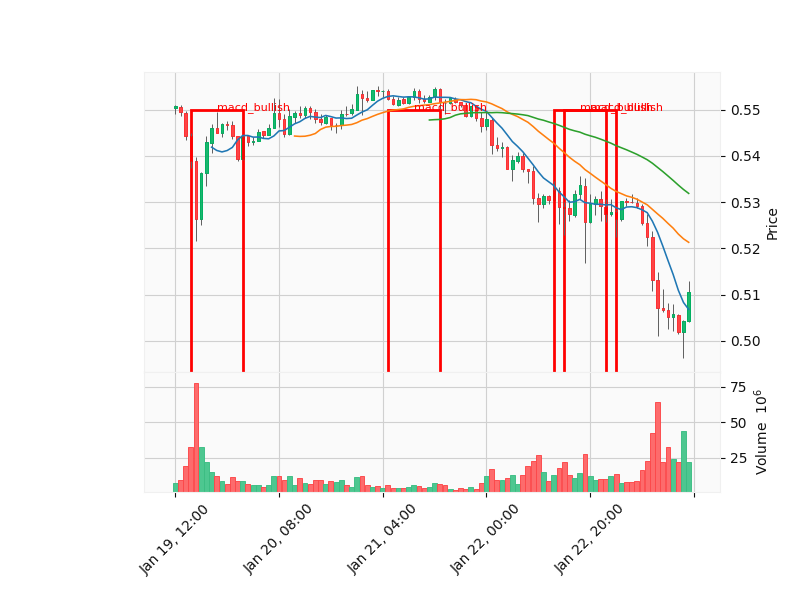 macd_bullish
macd_bullish
macd_bullish
macd_bullish
0.55
0.54
0.53
0.52
0.51
0.50
Price
75
50
25
Volume 10^6
Jan 19, 12:00
Jan 20, 08:00
Jan 21, 04:00
Jan 22, 00:00
Jan 22, 20:00